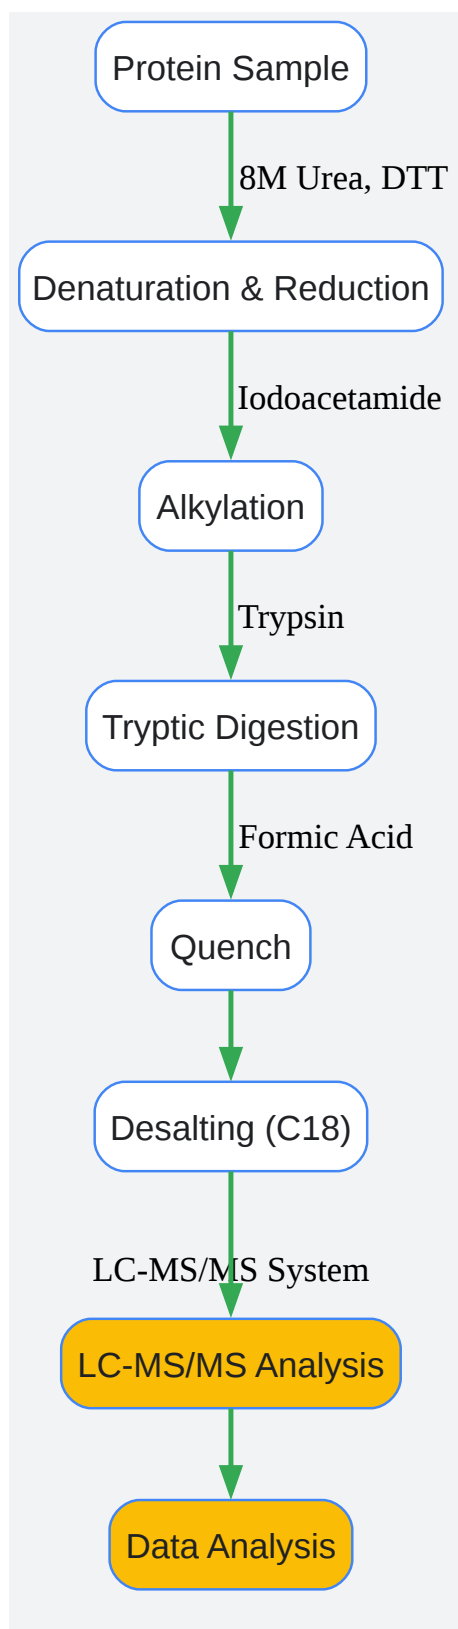 Protein Sample
8M Urea, DTT
Denaturation & Reduction
Iodoacetamide
Alkylation
Trypsin
Tryptic Digestion
Formic Acid
Quench
Desalting (C18)
LC-MS/MS System
LC-MS/MS Analysis
Data Analysis